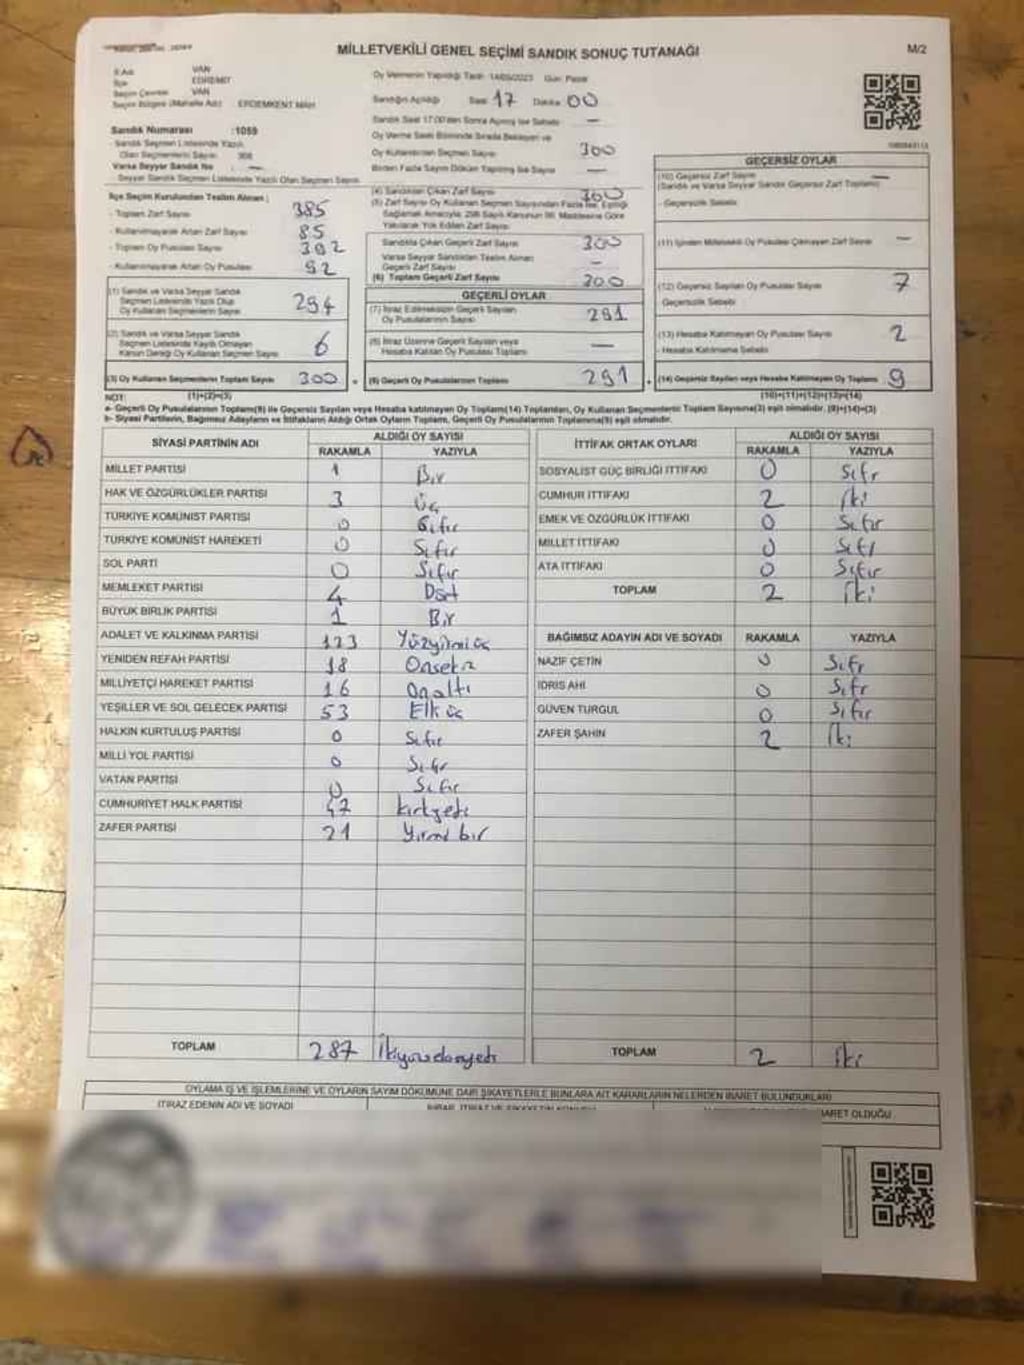 MİLLETVEKİLİ GENEL SEÇİMİ SANDIK SONUÇ TUTANAĞI
M/2
İl Adı VAN
İlçe EDREMİT
Seçim Çevresi VAN
Seçim Bölgesi (Mahalle Adı) ERDEMKENT MAH
Oy Vermenin Yapıldığı Tarih 14/05/2023 Gün: Pazar
Sandığın Açıldığı Saat 17 Dakika 00
Sandık Saat 17:00'den Sonra Açılmış İse Sebebi —
Oy Verme Saati Bitiminde Sırada Bekleyen ve
Oy Kullandırılan Seçmen Sayısı 300
Birden Fazla Sayım Döküm Yapılmış İse Sayısı —
Sandık Numarası :1059
- Sandık Seçmen Listesinde Yazılı
Olan Seçmenlerin Sayısı
Varsa Seyyar Sandık No : —
Seyyar Sandık Seçmen Listesinde Yazılı Olan Seçmen Sayısı
İlçe Seçim Kurulundan Teslim Alınan :
- Toplam Zarf Sayısı 385
- Kullanılmayarak Artan Zarf Sayısı 85
- Toplam Oy Pusulası Sayısı 392
- Kullanılmayarak Artan Oy Pusulası 92
(1) Sandık ve Varsa Seyyar Sandık
Seçmen Listesinde Yazılı Olup
Oy Kullanan Seçmenlerin Sayısı 294
(2) Sandık ve Varsa Seyyar Sandık
Seçmen Listesinde Kayıtlı Olmayan
Kanun Gereği Oy Kullanan Seçmen Sayısı 6
(3) Oy Kullanan Seçmenlerin Toplam Sayısı 300
(1)+(2)=(3)
(4) Sandıktan Çıkan Zarf Sayısı 300
(5) Zarf Sayısı Oy Kullanan Seçmen Sayısından Fazla İse, Eşitliği
Sağlamak Amacıyla; 298 Sayılı Kanunun 98. Maddesine Göre
Yakılarak Yok Edilen Zarf Sayısı
Sandıkta Çıkan Geçerli Zarf Sayısı 300
Varsa Seyyar Sandıktan Teslim Alınan
Geçerli Zarf Sayısı —
(6) Toplam Geçerli Zarf Sayısı 300
GEÇERLİ OYLAR
(7) İtiraz Edilmeksizin Geçerli Sayılan
Oy Pusulalarının Sayısı 291
(8) İtiraz Üzerine Geçerli Sayılan veya
Hesaba Katılan Oy Pusulası Toplamı —
(9) Geçerli Oy Pusulalarının Toplamı 291
GEÇERSİZ OYLAR
(10) Geçersiz Zarf Sayısı —
(Sandık ve Varsa Seyyar Sandık Geçersiz Zarf Toplamı)
- Geçersizlik Sebebi
(11) İçinden Milletvekili Oy Pusulası Çıkmayan Zarf Sayısı —
(12) Geçersiz Sayılan Oy Pusulası Sayısı 7
Geçersizlik Sebebi
(13) Hesaba Katılmayan Oy Pusulası Sayısı 2
- Hesaba Katılmama Sebebi
(14) Geçersiz Sayılan veya Hesaba Katılmayan Oy Toplamı 9
(10)+(11)+(12)+(13)=(14)
NOT:
a- Geçerli Oy Pusulalarının Toplamı(9) ile Geçersiz Sayılan veya Hesaba katılmayan Oy Toplamı(14) Toplamları, Oy Kullanan Seçmenlerin Toplam Sayısına(3) eşit olmalıdır. (9)+(14)=(3)
b- Siyasi Partilerin, Bağımsız Adayların ve İttifakların Aldığı Ortak Oyların Toplamı, Geçerli Oy Pusulalarının Toplamına(9) eşit olmalıdır.
SİYASİ PARTİNİN ADI ALDIĞI OY SAYISI
RAKAMLA YAZIYLA
MİLLET PARTİSİ 1 Bir
HAK VE ÖZGÜRLÜKLER PARTİSİ 3 Üç
TÜRKİYE KOMÜNİST PARTİSİ 0 Sıfır
TÜRKİYE KOMÜNİST HAREKETİ 0 Sıfır
SOL PARTİ 0 Sıfır
MEMLEKET PARTİSİ 4 Dört
BÜYÜK BİRLİK PARTİSİ 1 Bir
ADALET VE KALKINMA PARTİSİ 123 Yüzyirmiüç
YENİDEN REFAH PARTİSİ 18 Onsekiz
MİLLİYETÇİ HAREKET PARTİSİ 16 Onaltı
YEŞİLLER VE SOL GELECEK PARTİSİ 53 Elli üç
HALKIN KURTULUŞ PARTİSİ 0 Sıfır
MİLLİ YOL PARTİSİ 0 Sıfır
VATAN PARTİSİ 0 Sıfır
CUMHURİYET HALK PARTİSİ 47 kırkyedi
ZAFER PARTİSİ 21 Yirmi bir
TOPLAM 287
İTTİFAK ORTAK OYLARI ALDIĞI OY SAYISI
RAKAMLA YAZIYLA
SOSYALİST GÜÇ BİRLİĞİ İTTİFAKI 0 Sıfır
CUMHUR İTTİFAKI 2 İki
EMEK VE ÖZGÜRLÜK İTTİFAKI 0 Sıfır
MİLLET İTTİFAKI 0 Sıfır
ATA İTTİFAKI 0 Sıfır
TOPLAM 2 İki
BAĞIMSIZ ADAYIN ADI VE SOYADI RAKAMLA YAZIYLA
NAZİF ÇETİN 0 Sıfır
İDRİS AHİ 0 Sıfır
GÜVEN TURGUL 0 Sıfır
ZAFER ŞAHİN 2 İki
TOPLAM 2 İki
OYLAMA İŞ VE İŞLEMLERİNE VE OYLARIN SAYIM DÖKÜMÜNE DAİR ŞİKAYETLERLE BUNLARA AİT KARARLARIN NELERDEN İBARET BULUNDUKLARI
İTİRAZ EDENİN ADI VE SOYADI
İBARET OLDUĞU